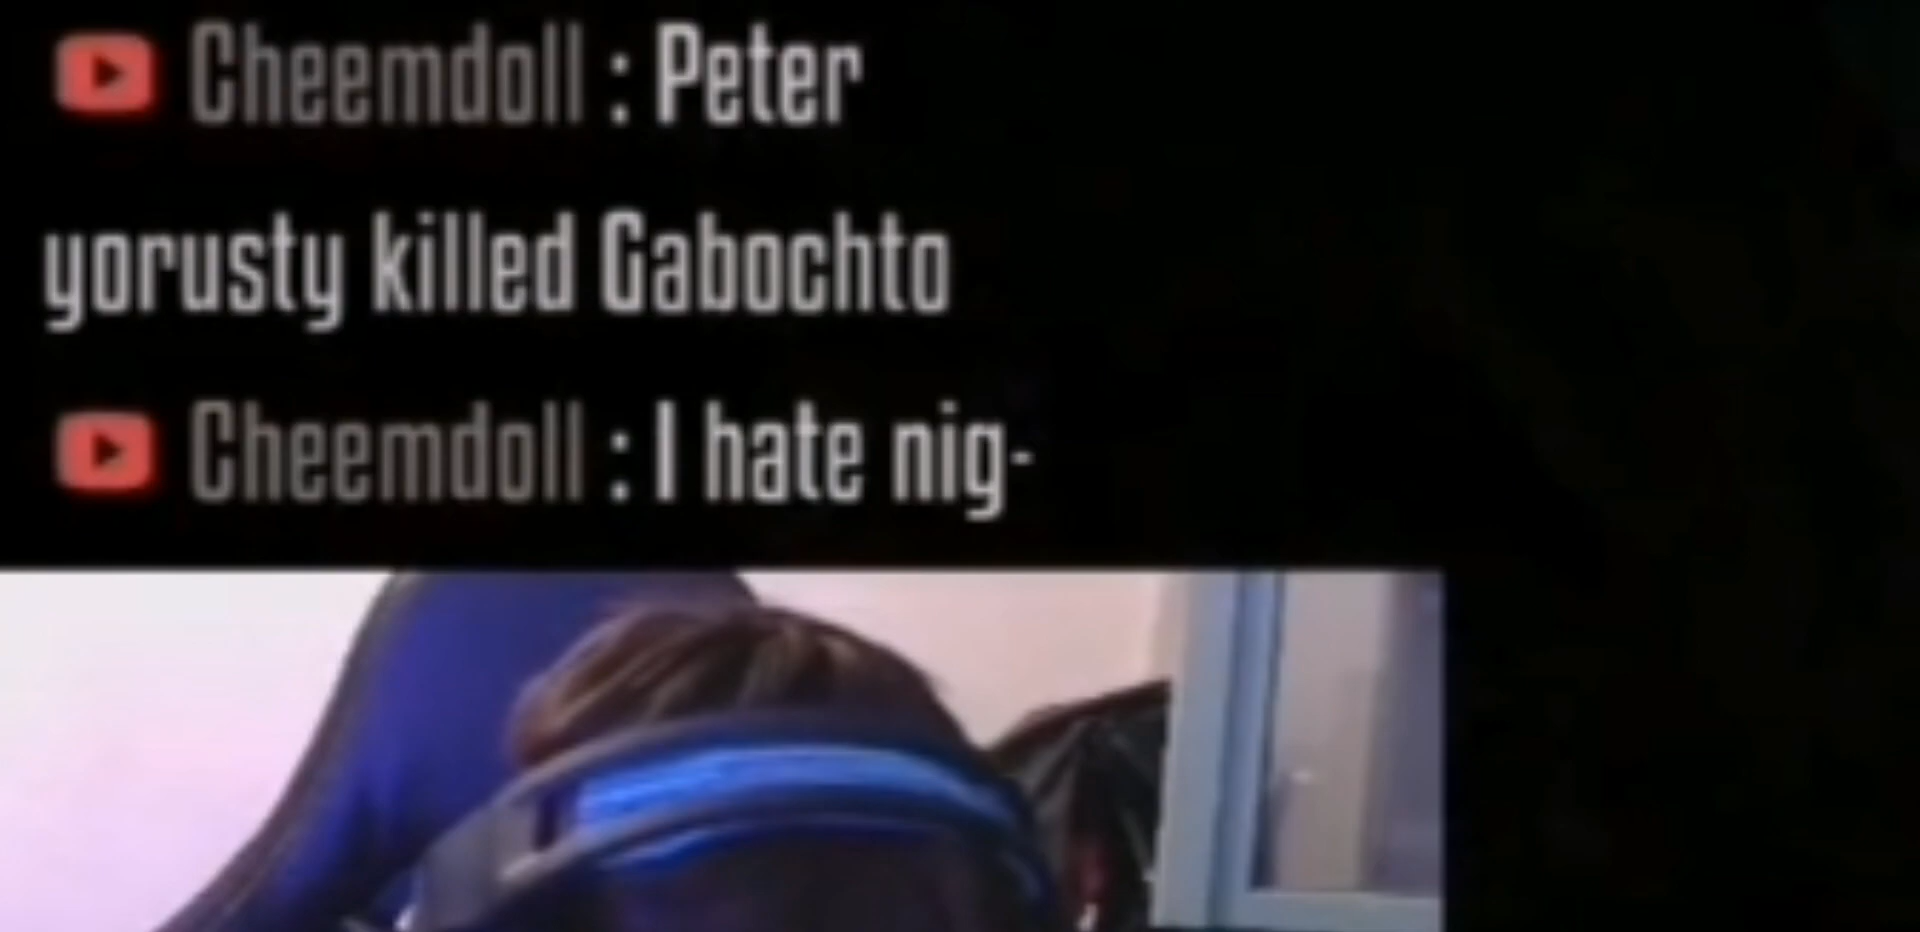 Cheemdoll : Peter
yorusty killed Gabochto
Cheemdoll : I hate nig-